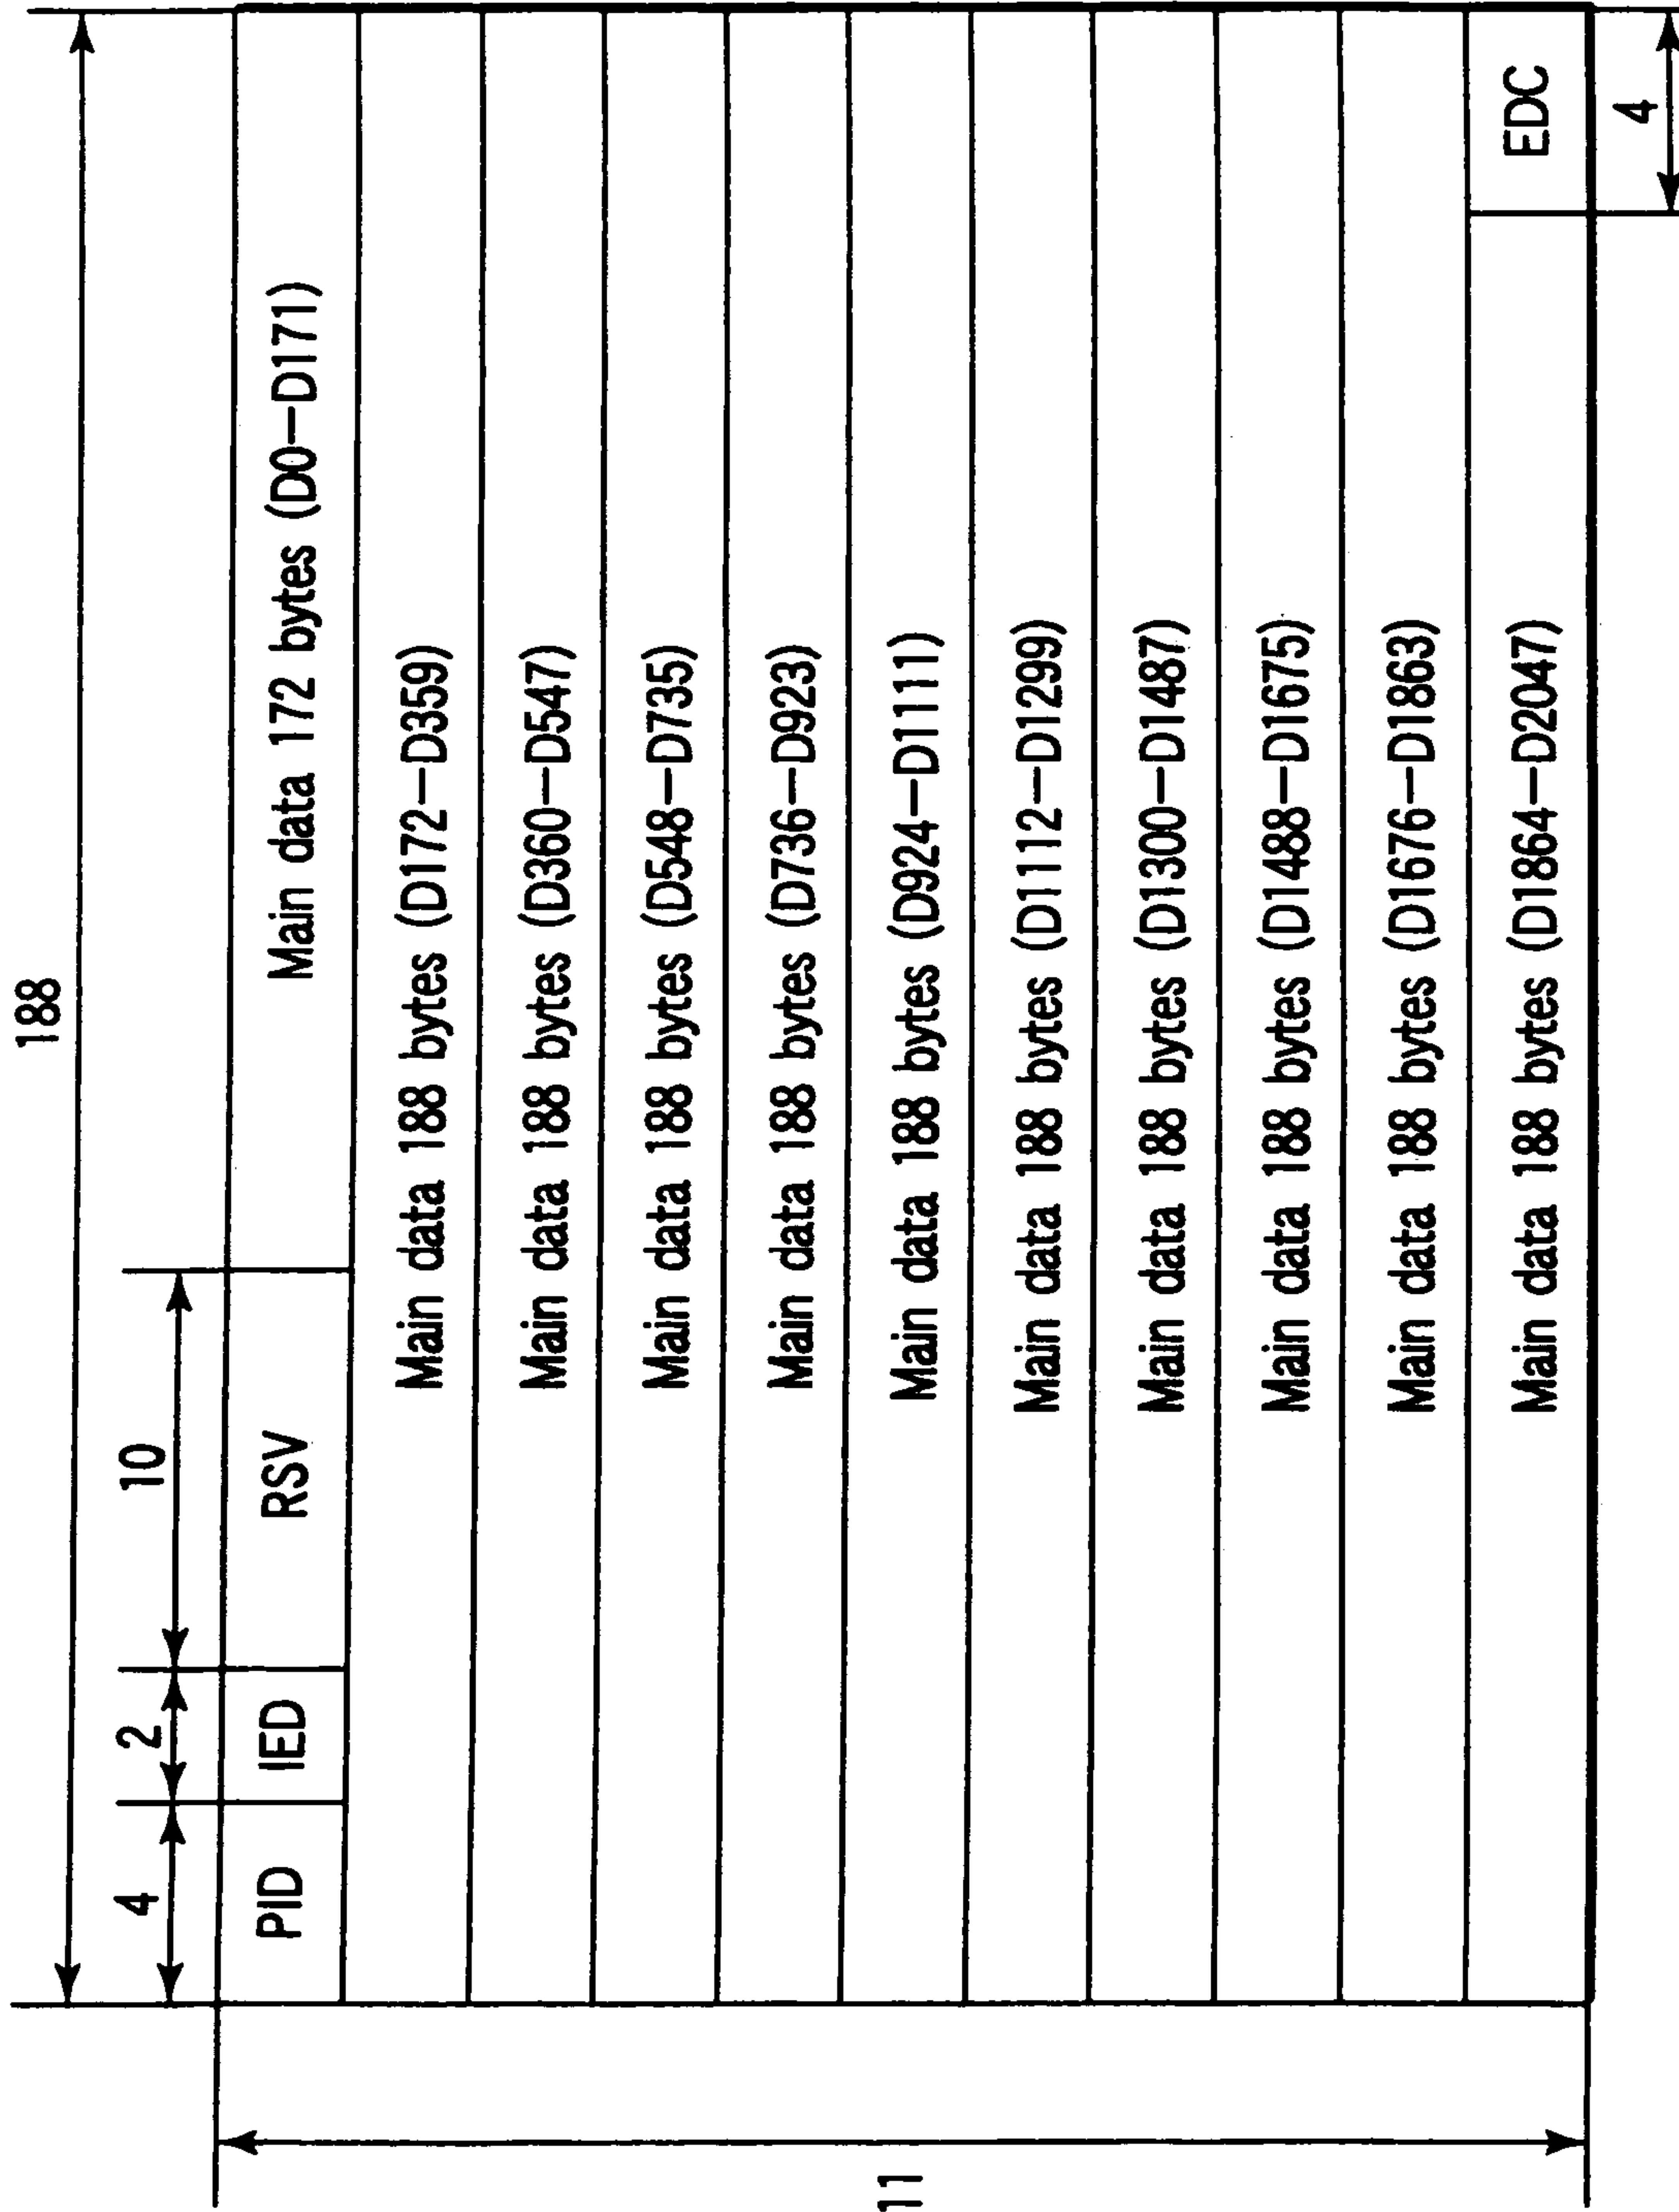 188
4 2 10
PID IED RSV Main data 172 bytes (D0—D171)
Main data 188 bytes (D172—D359)
Main data 188 bytes (D360—D547)
Main data 188 bytes (D548—D735)
Main data 188 bytes (D736—D923)
11 Main data 188 bytes (D924—D1111)
Main data 188 bytes (D1112—D1299)
Main data 188 bytes (D1300—D1487)
Main data 188 bytes (D1488—D1675)
Main data 188 bytes (D1676—D1863)
Main data 188 bytes (D1864—D2047) EDC
4